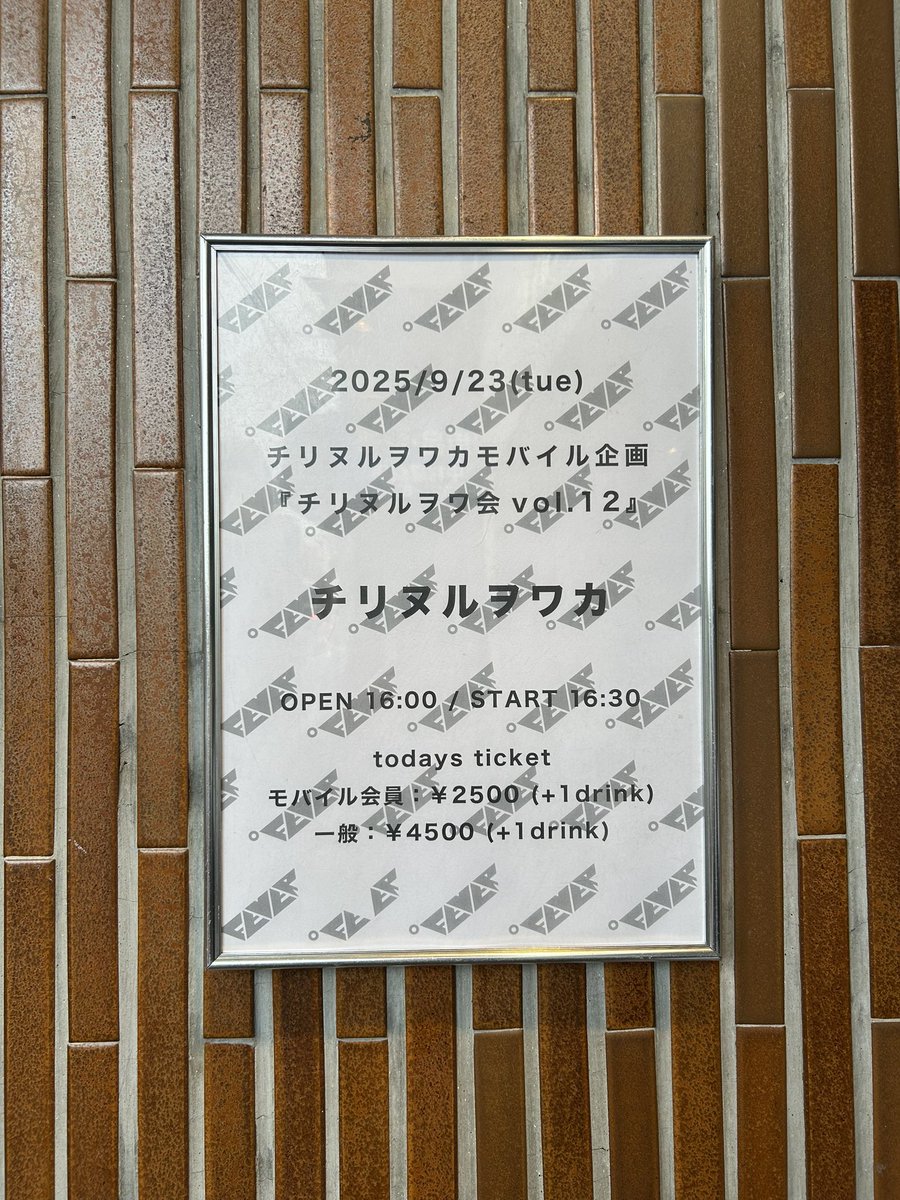 2025/9/23(tue)
チリヌルヲワカモバイル企画
『チリヌルヲワ会 vol.12』
チリヌルヲワカ
OPEN 16:00 / START 16:30
todays ticket
モバイル会員：¥2500 (+1drink)
一般：¥4500 (+1drink)
FEVER